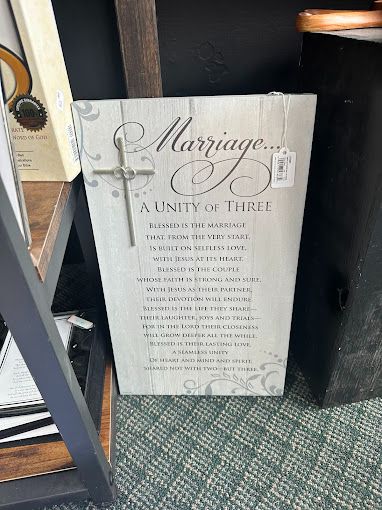 Marriage...
A Unity of Three
Blessed is the marriage
that, from the very start,
is built on selfless love,
with Jesus at its heart.
Blessed is the couple
whose faith is strong and sure,
With Jesus as their partner,
their devotion will endure.
Blessed is the life they share—
their laughter, joys and trials—
For in the Lord their closeness
will grow deeper all the while.
Blessed is their lasting love,
a seamless unity
Of heart and mind and spirit,
shared not with two—but three.
Word of God